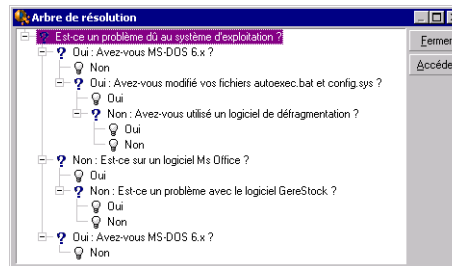 Arbre de résolution
Est-ce un problème dû au système d'exploitation ?
Fermer
Oui : Avez-vous MS-DOS 6.x ?
Non
Accéde
Oui : Avez-vous modifié vos fichiers autoexec.bat et config.sys ?
Oui
Non : Avez-vous utilisé un logiciel de défragmentation ?
Oui
Non
Non : Est-ce sur un logiciel Ms Office ?
Oui
Non : Est-ce un problème avec le logiciel GereStock ?
Oui
Non
Oui : Avez-vous MS-DOS 6.x ?
Non